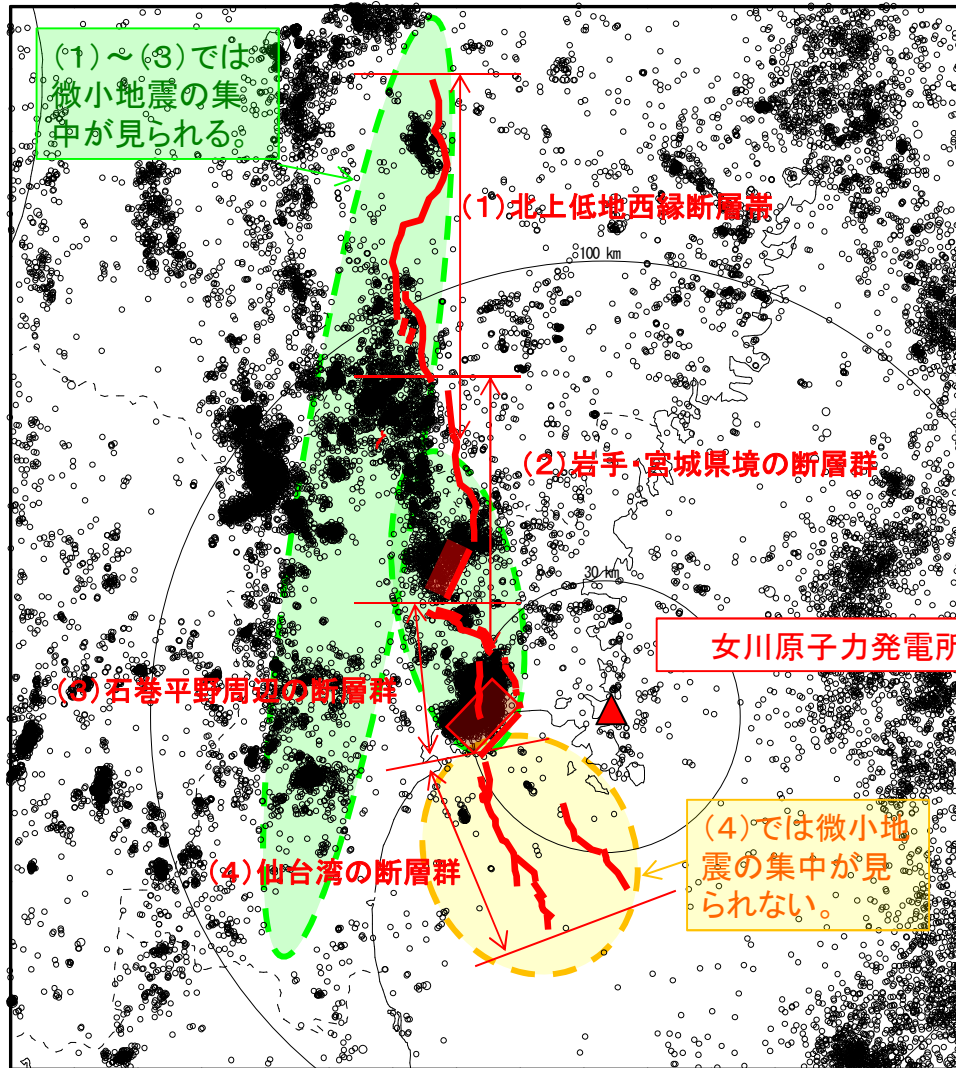 (1)~(3)では
微小地震の集
中が見られる。
(1)北上低地西縁断層帯
100 km
(2)岩手・宮城県境の断層群
30 km
女川原子力発電所
(3)石巻平野周辺の断層群
(4)では微小地
震の集中が見
られない。
(4)仙台湾の断層群